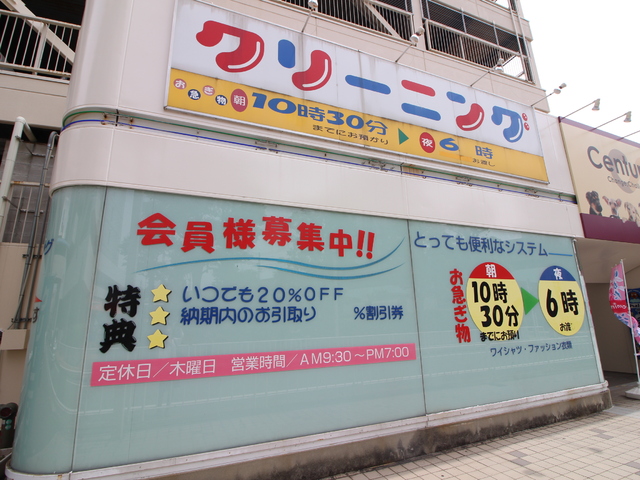 クリーニング
お急ぎ物 朝 10時30分 までにお預かり ▶ 夜 6時 お渡し
Centur
会員様募集中!!
特典
いつでも20%OFF
納期内のお引取り %割引券
定休日／木曜日 営業時間／AM9:30～PM7:00
とっても便利なシステム
お急ぎ物
朝
10時
30分
までにお預り
夜
6時
お渡
ワイシャツ・ファッション衣類